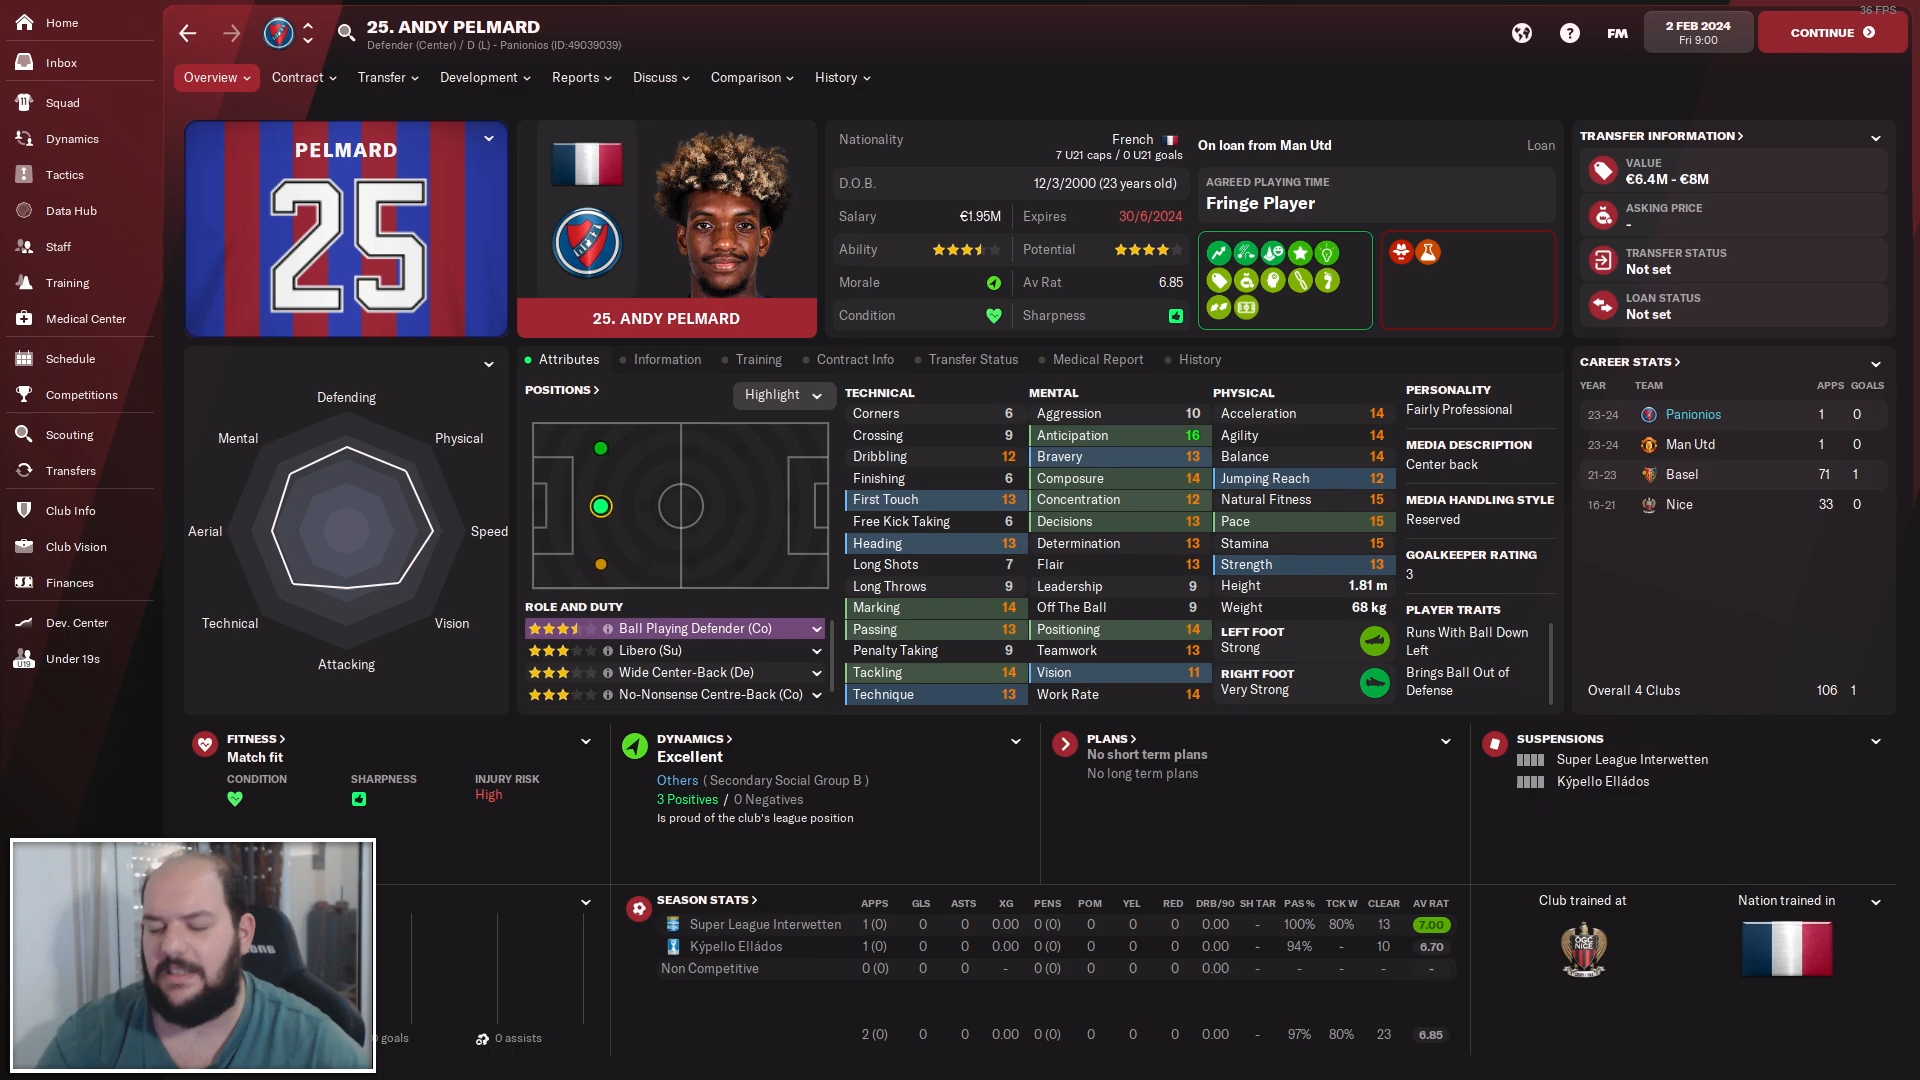 36 FPS
Home
Inbox
Squad
Dynamics
Tactics
Data Hub
Staff
Training
Medical Center
Schedule
Competitions
Scouting
Transfers
Club Info
Club Vision
Finances
Dev. Center
Under 19s
25. ANDY PELMARD
Defender (Center) / D (L) - Panionios (ID:49039039)
FM
2 FEB 2024
Fri 9:00
CONTINUE
Overview
Contract
Transfer
Development
Reports
Discuss
Comparison
History
PELMARD
25
25. ANDY PELMARD
Nationality French
7 U21 caps / 0 U21 goals
D.O.B. 12/3/2000 (23 years old)
Salary €1.95M Expires 30/6/2024
Ability Potential
Morale Av Rat 6.85
Condition Sharpness
On loan from Man Utd Loan
AGREED PLAYING TIME
Fringe Player
TRANSFER INFORMATION
VALUE
€6.4M - €8M
ASKING PRICE
-
TRANSFER STATUS
Not set
LOAN STATUS
Not set
Defending
Physical
Speed
Vision
Attacking
Technical
Aerial
Mental
Attributes
Information
Training
Contract Info
Transfer Status
Medical Report
History
POSITIONS
Highlight
ROLE AND DUTY
Ball Playing Defender (Co)
Libero (Su)
Wide Center-Back (De)
No-Nonsense Centre-Back (Co)
TECHNICAL
Corners 6
Crossing 9
Dribbling 12
Finishing 6
First Touch 13
Free Kick Taking 6
Heading 13
Long Shots 7
Long Throws 9
Marking 14
Passing 13
Penalty Taking 9
Tackling 14
Technique 13
MENTAL
Aggression 10
Anticipation 16
Bravery 13
Composure 14
Concentration 12
Decisions 13
Determination 13
Flair 13
Leadership 9
Off The Ball 9
Positioning 14
Teamwork 13
Vision 11
Work Rate 14
PHYSICAL
Acceleration 14
Agility 14
Balance 14
Jumping Reach 12
Natural Fitness 15
Pace 15
Stamina 15
Strength 13
Height 1.81 m
Weight 68 kg
LEFT FOOT
Strong
RIGHT FOOT
Very Strong
PERSONALITY
Fairly Professional
MEDIA DESCRIPTION
Center back
MEDIA HANDLING STYLE
Reserved
GOALKEEPER RATING
3
PLAYER TRAITS
Runs With Ball Down
Left
Brings Ball Out of
Defense
CAREER STATS
YEAR TEAM APPS GOALS
23-24 Panionios 1 0
23-24 Man Utd 1 0
21-23 Basel 71 1
16-21 Nice 33 0
Overall 4 Clubs 106 1
FITNESS
Match fit
CONDITION SHARPNESS INJURY RISK
High
DYNAMICS
Excellent
Others ( Secondary Social Group B )
3 Positives / 0 Negatives
Is proud of the club's league position
PLANS
No short term plans
No long term plans
SUSPENSIONS
Super League Interwetten
Kýpello Elládos
goals
0 assists
SEASON STATS APPS GLS ASTS XG PENS POM YEL RED DRB/90 SH TAR PAS % TCK W CLEAR AV RAT
Super League Interwetten 1 (0) 0 0 0.00 0 (0) 0 0 0 0.00 - 100% 80% 13 7.00
Kýpello Elládos 1 (0) 0 0 0.00 0 (0) 0 0 0 0.00 - 94% - 10 6.70
Non Competitive 0 (0) 0 0 - 0 (0) 0 0 0 0.00 - - - - -
2 (0) 0 0 0.00 0 (0) 0 0 0 0.00 - 97% 80% 23 6.85
Club trained at
OGC
NICE
Nation trained in